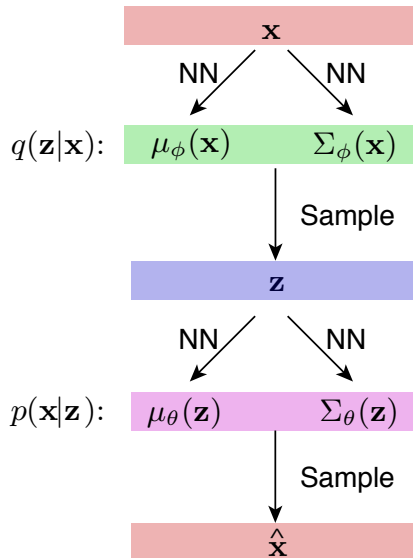 x
NN NN
q(z|x): μ_ϕ(x) Σ_ϕ(x)
Sample
z
NN NN
p(x|z): μ_θ(z) Σ_θ(z)
Sample
x̂